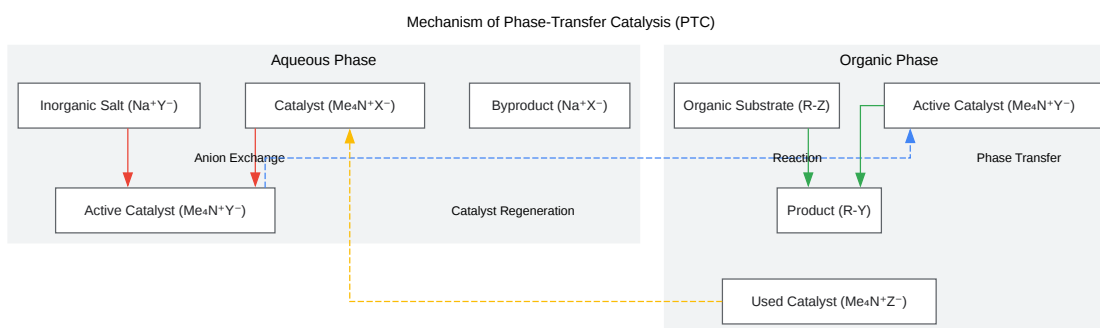 Mechanism of Phase-Transfer Catalysis (PTC)
Aqueous Phase
Organic Phase
Inorganic Salt (Na⁺Y⁻)
Catalyst (Me₄N⁺X⁻)
Byproduct (Na⁺X⁻)
Organic Substrate (R-Z)
Active Catalyst (Me₄N⁺Y⁻)
Anion Exchange
Reaction
Phase Transfer
Active Catalyst (Me₄N⁺Y⁻)
Catalyst Regeneration
Product (R-Y)
Used Catalyst (Me₄N⁺Z⁻)